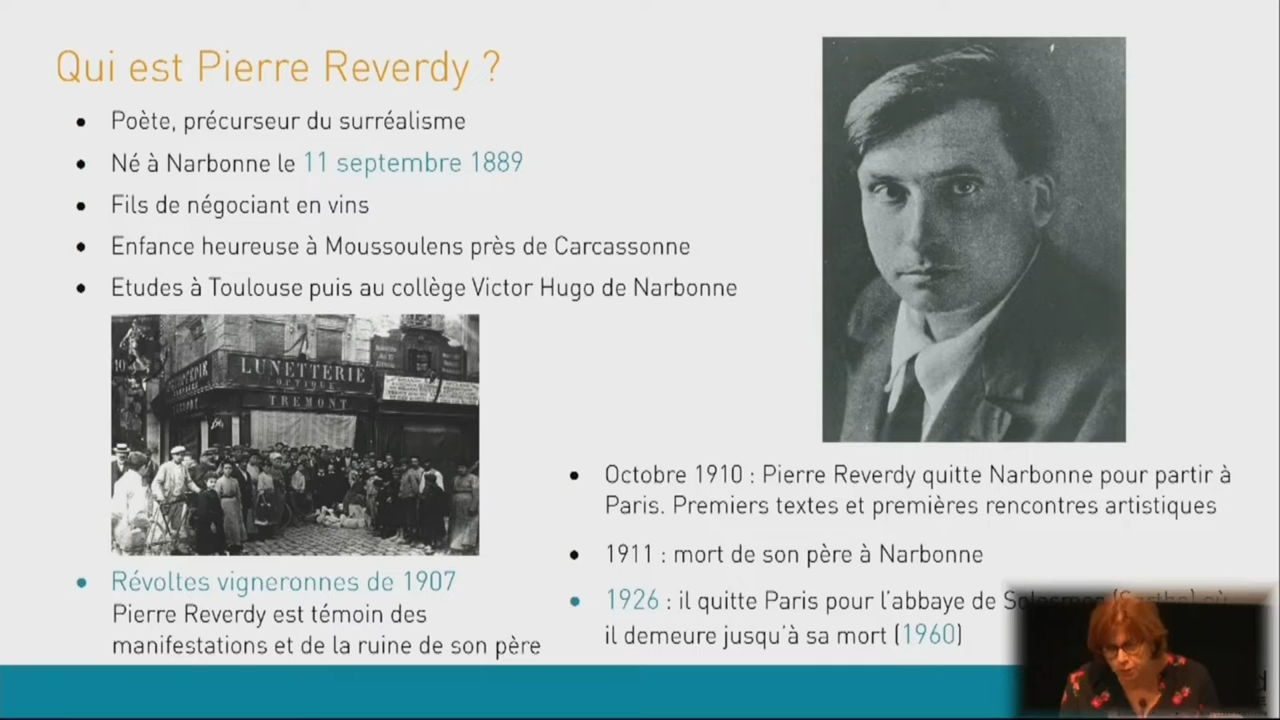 Qui est Pierre Reverdy ?
• Poète, précurseur du surréalisme
• Né à Narbonne le 11 septembre 1889
• Fils de négociant en vins
• Enfance heureuse à Moussoulens près de Carcassonne
• Etudes à Toulouse puis au collège Victor Hugo de Narbonne
LUNETTERIE
OPTIQUE
TREMONT
• Révoltes vigneronnes de 1907
Pierre Reverdy est témoin des
manifestations et de la ruine de son père
• Octobre 1910 : Pierre Reverdy quitte Narbonne pour partir à
Paris. Premiers textes et premières rencontres artistiques
• 1911 : mort de son père à Narbonne
• 1926 : il quitte Paris pour l'abbaye de Solesmes (Sarthe) où
il demeure jusqu'à sa mort (1960)